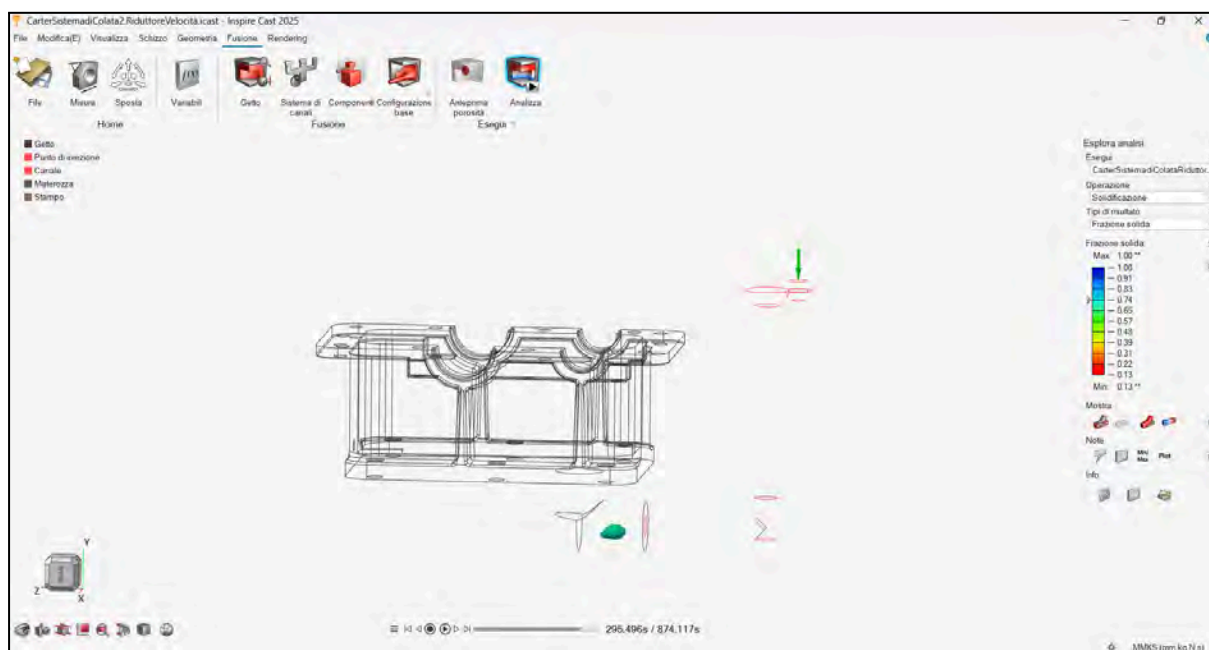 CarterSistemadiColata2.RiduttoreVelocità.icast - Inspire Cast 2025
File Modifica(E) Visualizza Schizzo Geometria Fusione Rendering
File Misura Sposta Variabili Getto Sistema di canali Componenti Configurazione base Anteprima porosità Analizza
Home Fusione Esegui
Getto
Punto di iniezione
Canale
Materozza
Stampo
Esplora analisi
Esegui
CarterSistemadiColataRiduttor...
Operazione
Solidificazione
Tipi di risultato
Frazione solida
Frazione solida
Max 1.00 **
1.00
0.91
0.83
0.74
0.65
0.57
0.48
0.39
0.31
0.22
0.13
Min: 0.13 **
Mostra
Note
Min/ Max Plot
Info
Y
Z
X
295.496s / 874.117s
MMKS (mm kg N s)